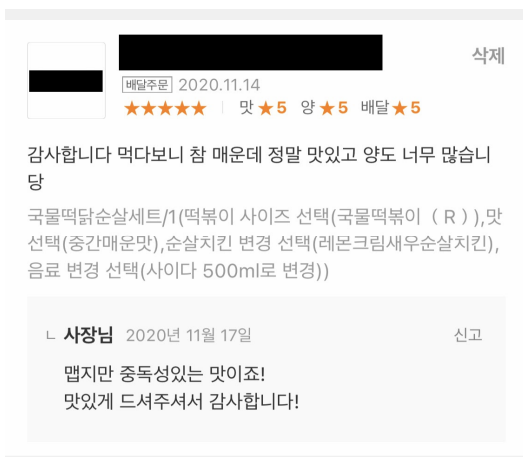 삭제
배달주문 2020.11.14
★★★★★ 맛 ★ 5 양 ★ 5 배달 ★ 5
감사합니다 먹다보니 참 매운데 정말 맛있고 양도 너무 많습니
당
국물떡닭순살세트/1(떡볶이 사이즈 선택(국물떡볶이 ( R ) ),맛
선택(중간매운맛),순살치킨 변경 선택(레몬크림새우순살치킨),
음료 변경 선택(사이다 500ml로 변경))
ㄴ 사장님 2020년 11월 17일 신고
맵지만 중독성있는 맛이죠!
맛있게 드셔주셔서 감사합니다!